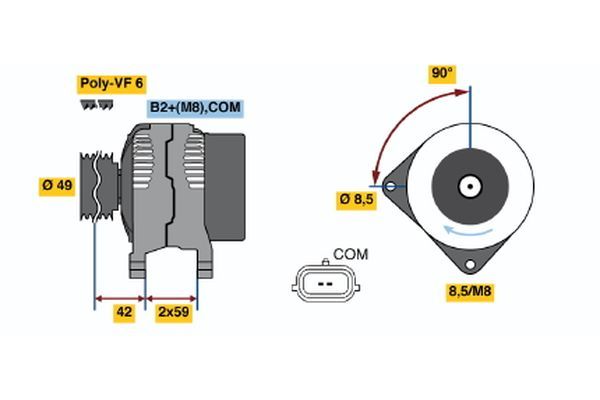 Poly-VF 6
B2+(M8),COM
Ø 49
42
2x59
90°
Ø 8,5
COM
8,5/M8